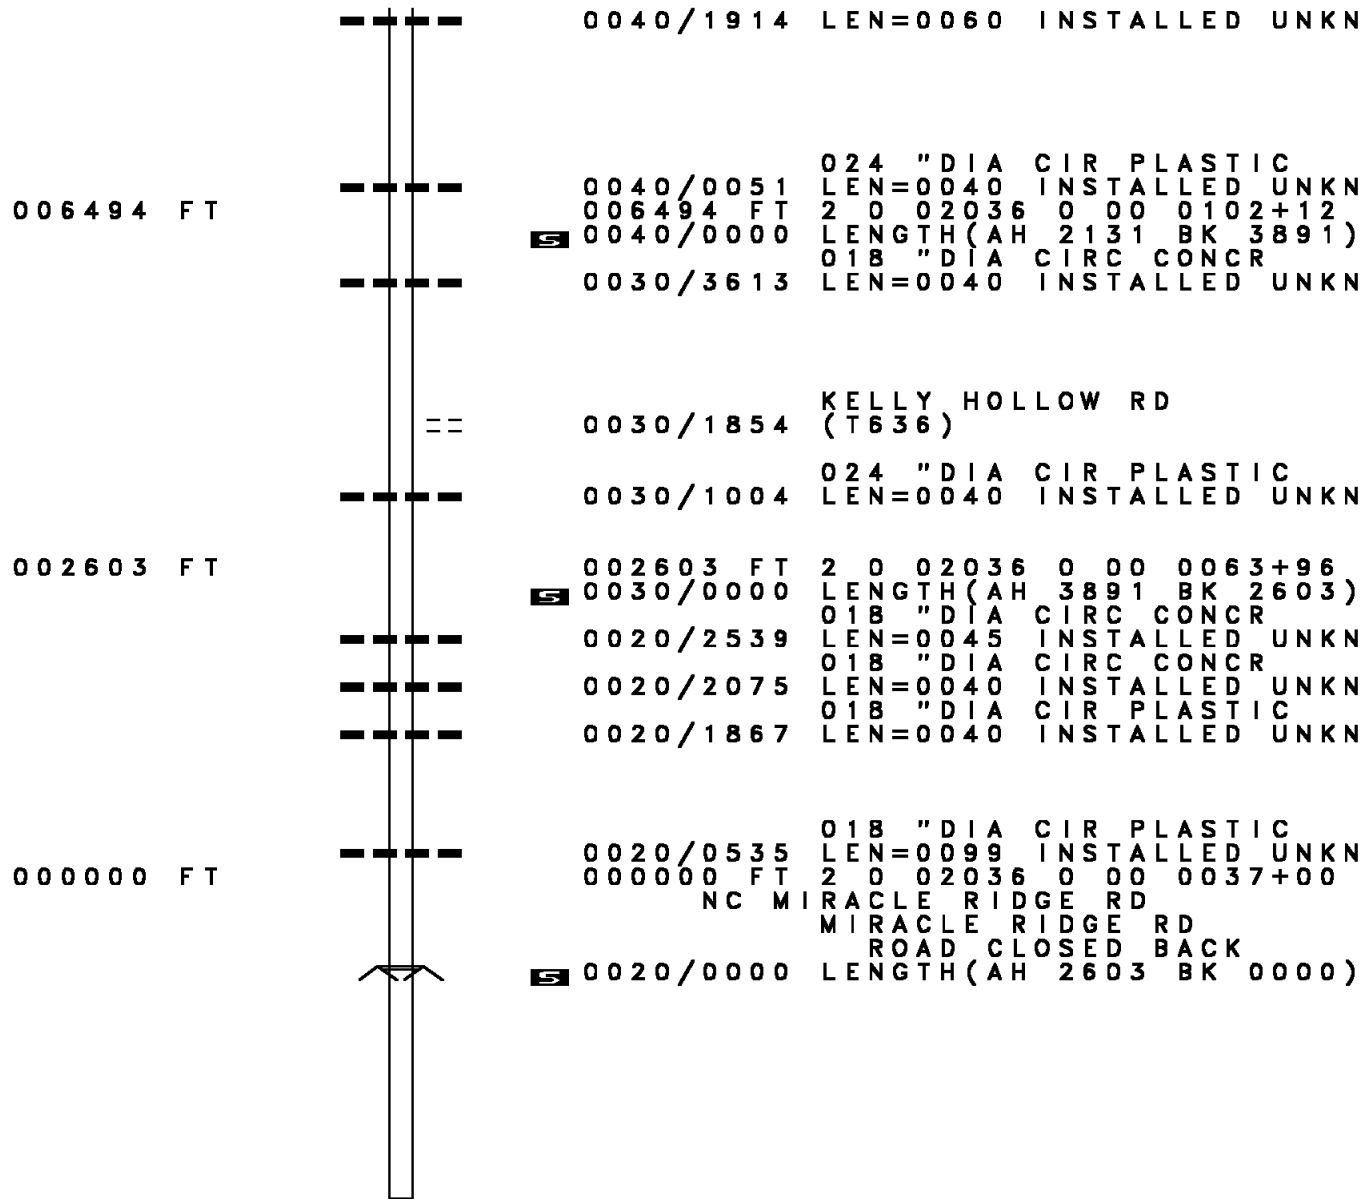 0040/1914 LEN=0060 INSTALLED UNKN
024 "DIA CIR PLASTIC
0040/0051 LEN=0040 INSTALLED UNKN
006494 FT 006494 FT 2 0 02036 0 00 0102+12
S 0040/0000 LENGTH(AH 2131 BK 3891)
018 "DIA CIRC CONCR
0030/3613 LEN=0040 INSTALLED UNKN
KELLY HOLLOW RD
0030/1854 (T636)
024 "DIA CIR PLASTIC
0030/1004 LEN=0040 INSTALLED UNKN
002603 FT 002603 FT 2 0 02036 0 00 0063+96
S 0030/0000 LENGTH(AH 3891 BK 2603)
018 "DIA CIRC CONCR
0020/2539 LEN=0045 INSTALLED UNKN
018 "DIA CIRC CONCR
0020/2075 LEN=0040 INSTALLED UNKN
018 "DIA CIR PLASTIC
0020/1867 LEN=0040 INSTALLED UNKN
018 "DIA CIR PLASTIC
0020/0535 LEN=0099 INSTALLED UNKN
000000 FT 000000 FT 2 0 02036 0 00 0037+00
NC MIRACLE RIDGE RD
MIRACLE RIDGE RD
ROAD CLOSED BACK
S 0020/0000 LENGTH(AH 2603 BK 0000)